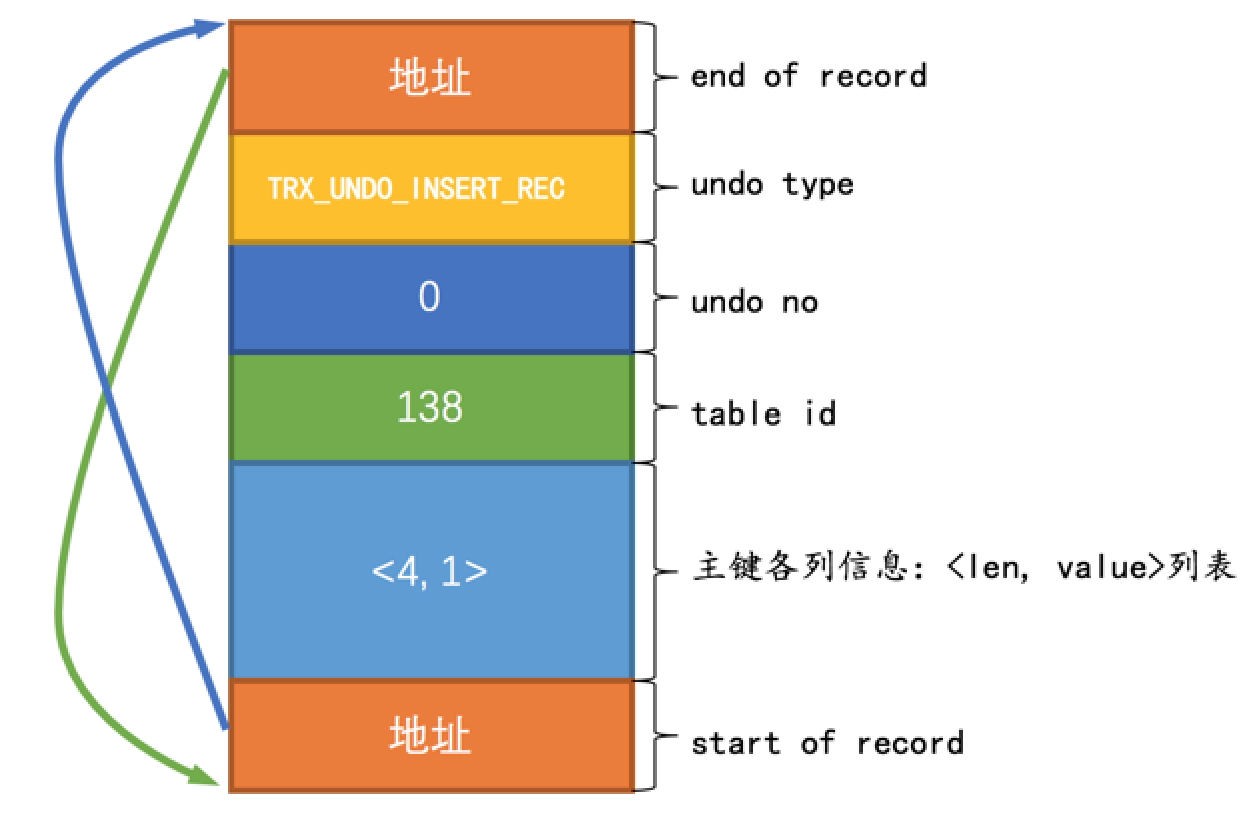 地址
end of record
TRX_UNDO_INSERT_REC
undo type
0
undo no
138
table id
<4, 1>
主键各列信息: <len, value>列表
地址
start of record